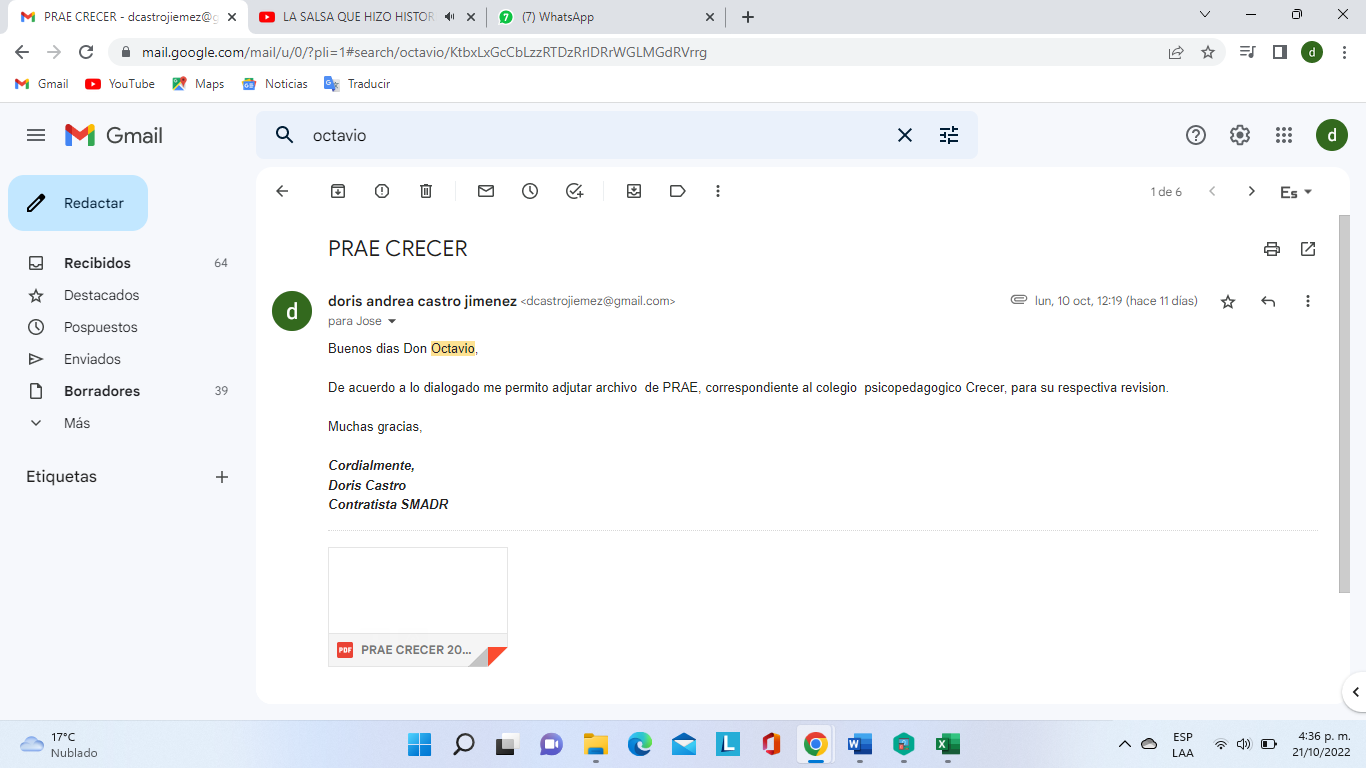 PRAE CRECER - dcastrojiemez@g
LA SALSA QUE HIZO HISTOR
(7) WhatsApp
mail.google.com/mail/u/0/?pli=1#search/octavio/KtbxLxGcCbLzzRTDzRrlDRrWGLMGdRVrrg
d
Gmail
YouTube
Maps
Noticias
Traducir
Gmail
octavio
d
Redactar
1 de 6
Es
Recibidos 64
Destacados
Pospuestos
Enviados
Borradores 39
Más
Etiquetas
PRAE CRECER
d
doris andrea castro jimenez <dcastrojiemez@gmail.com>
lun, 10 oct, 12:19 (hace 11 días)
para Jose
Buenos dias Don Octavio,
De acuerdo a lo dialogado me permito adjutar archivo  de PRAE, correspondiente al colegio  psicopedagogico Crecer, para su respectiva revision.
Muchas gracias,
Cordialmente,
Doris Castro
Contratista SMADR
PDF PRAE CRECER 20...
17°C
Nublado
L
ESP
LAA
4:36 p. m.
21/10/2022